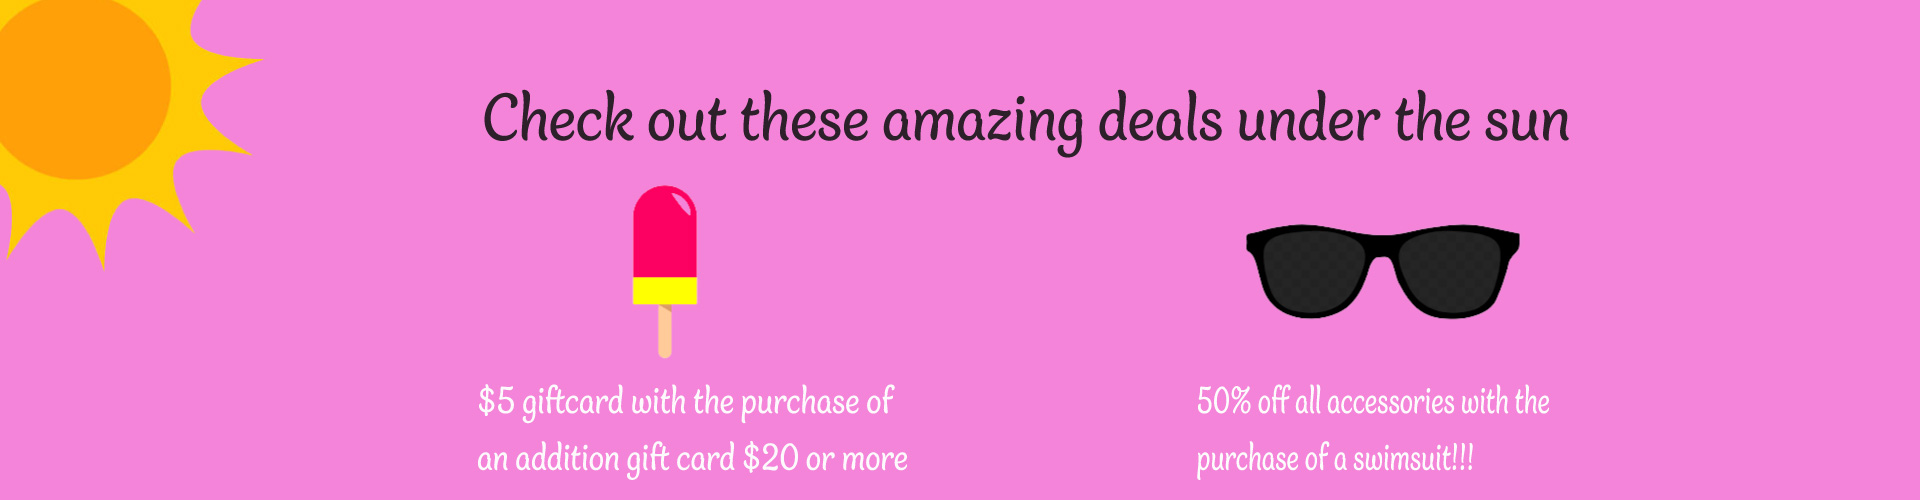 Check out these amazing deals under the sun
$5 giftcard with the purchase of
an addition gift card $20 or more
50% off all accessories with the
purchase of a swimsuit!!!